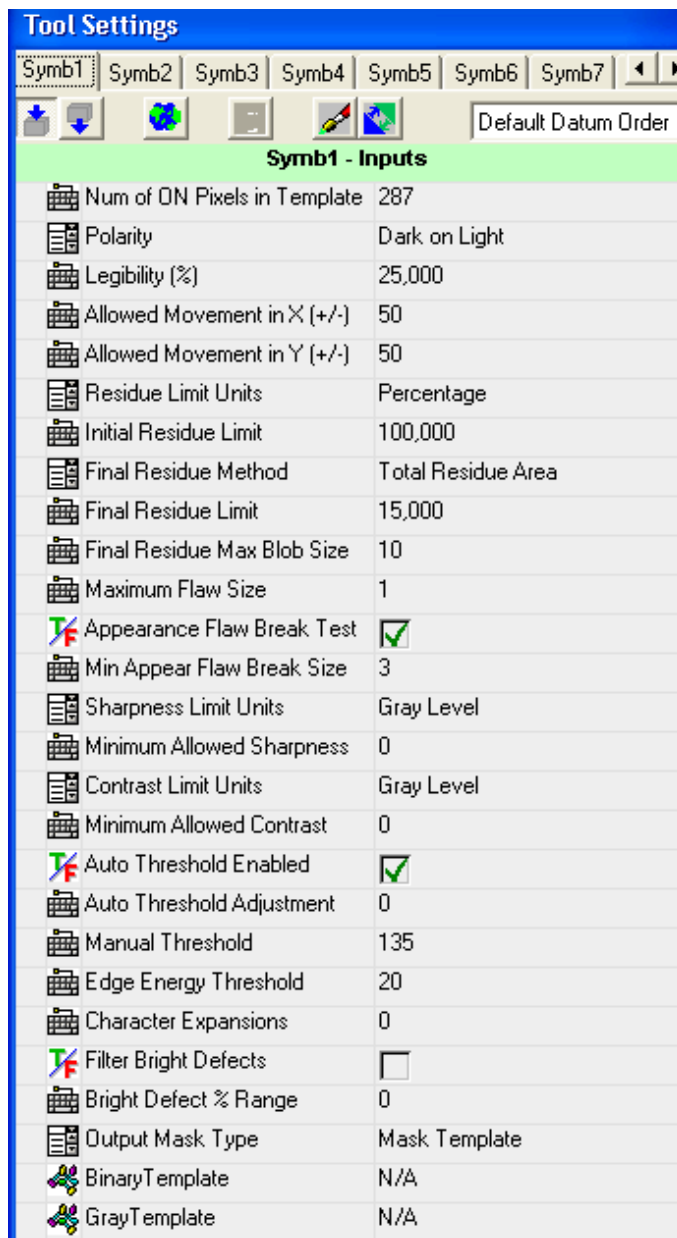 Tool Settings
Symb1 Symb2 Symb3 Symb4 Symb5 Symb6 Symb7
Default Datum Order
Symb1 - Inputs
Num of ON Pixels in Template 287
Polarity Dark on Light
Legibility (%) 25,000
Allowed Movement in X (+/-) 50
Allowed Movement in Y (+/-) 50
Residue Limit Units Percentage
Initial Residue Limit 100,000
Final Residue Method Total Residue Area
Final Residue Limit 15,000
Final Residue Max Blob Size 10
Maximum Flaw Size 1
T/F Appearance Flaw Break Test
Min Appear Flaw Break Size 3
Sharpness Limit Units Gray Level
Minimum Allowed Sharpness 0
Contrast Limit Units Gray Level
Minimum Allowed Contrast 0
T/F Auto Threshold Enabled
Auto Threshold Adjustment 0
Manual Threshold 135
Edge Energy Threshold 20
Character Expansions 0
T/F Filter Bright Defects
Bright Defect % Range 0
Output Mask Type Mask Template
BinaryTemplate N/A
GrayTemplate N/A